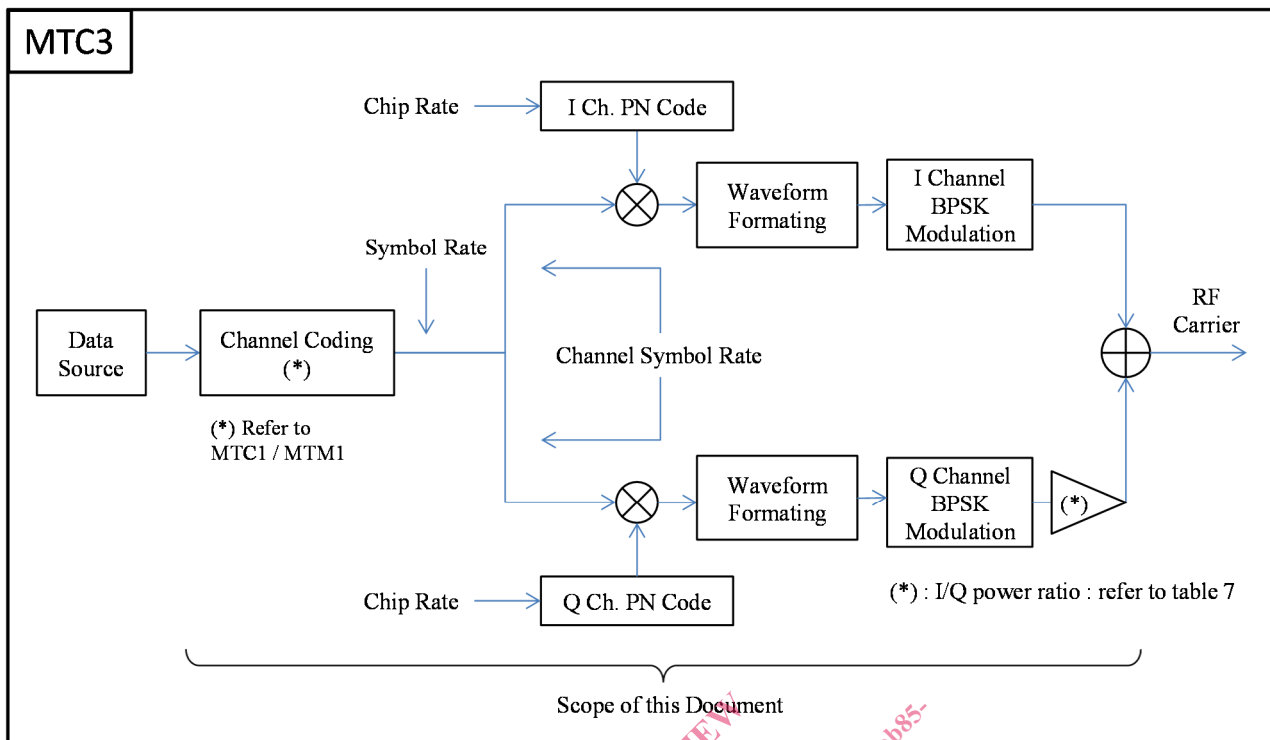 MTC3
Chip Rate
I Ch. PN Code
Waveform
Formating
I Channel
BPSK
Modulation
Symbol Rate
RF
Carrier
Data
Source
Channel Coding
(*)
Channel Symbol Rate
(*) Refer to
MTC1 / MTM1
Waveform
Formating
Q Channel
BPSK
Modulation
(*)
Chip Rate
Q Ch. PN Code
(*) : I/Q power ratio : refer to table 7
Scope of this Document